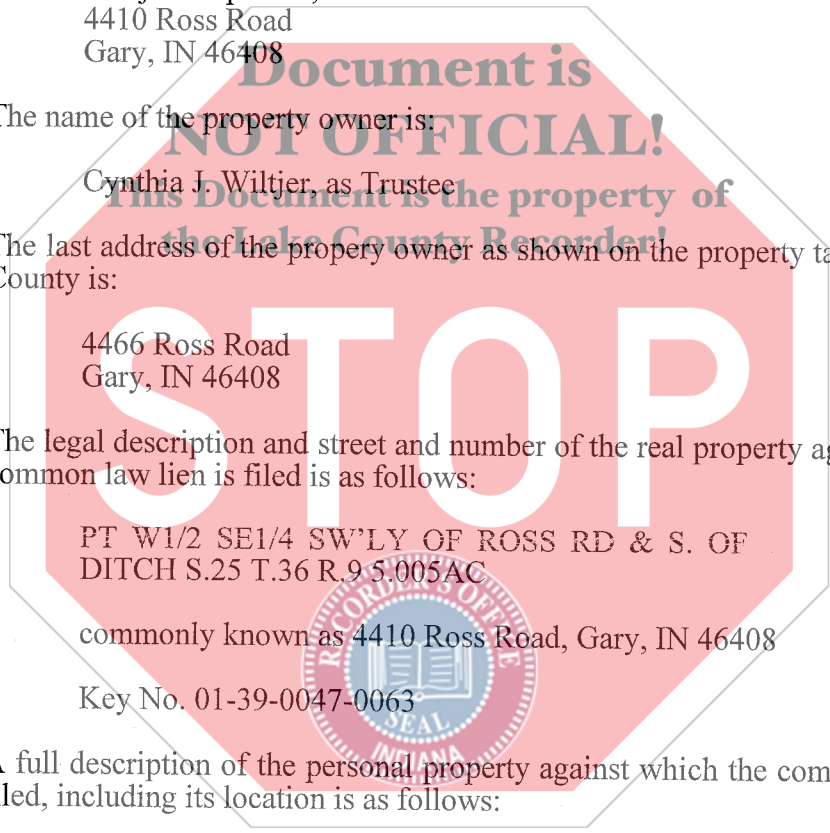 4410 Ross Road
Gary, IN 46408
Document is
The name of the property owner is:
NOT OFFICIAL!
Cynthia J. Wiltjer, as Trustee
This Document is the property of
the Lake County Recorder!
The last address of the propery owner as shown on the property ta
County is:
STOP
4466 Ross Road
Gary, IN 46408
The legal description and street and number of the real property ag
ommon law lien is filed is as follows:
PT W1/2 SE1/4 SW'LY OF ROSS RD & S. OF
DITCH S.25 T.36 R.9 5.005AC
RECORDER'S OFFICE
commonly known as 4410 Ross Road, Gary, IN 46408
Key No. 01-39-0047-0063
SEAL
INDIANA
A full description of the personal property against which the com
led, including its location is as follows: